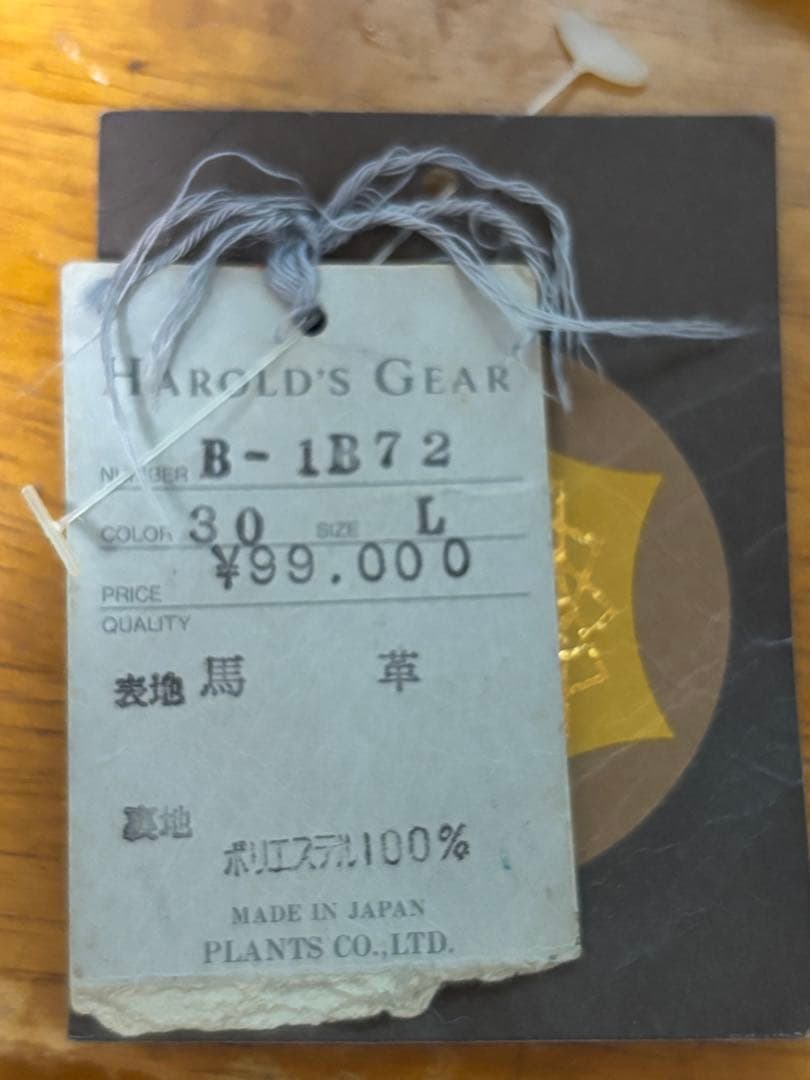 HAROLD'S GEAR
NUMBER B-1B72
COLOR 30 SIZE L
PRICE ¥99.000
QUALITY
表地 馬 革
裏地
ポリエステル100%
MADE IN JAPAN
PLANTS CO.,LTD.